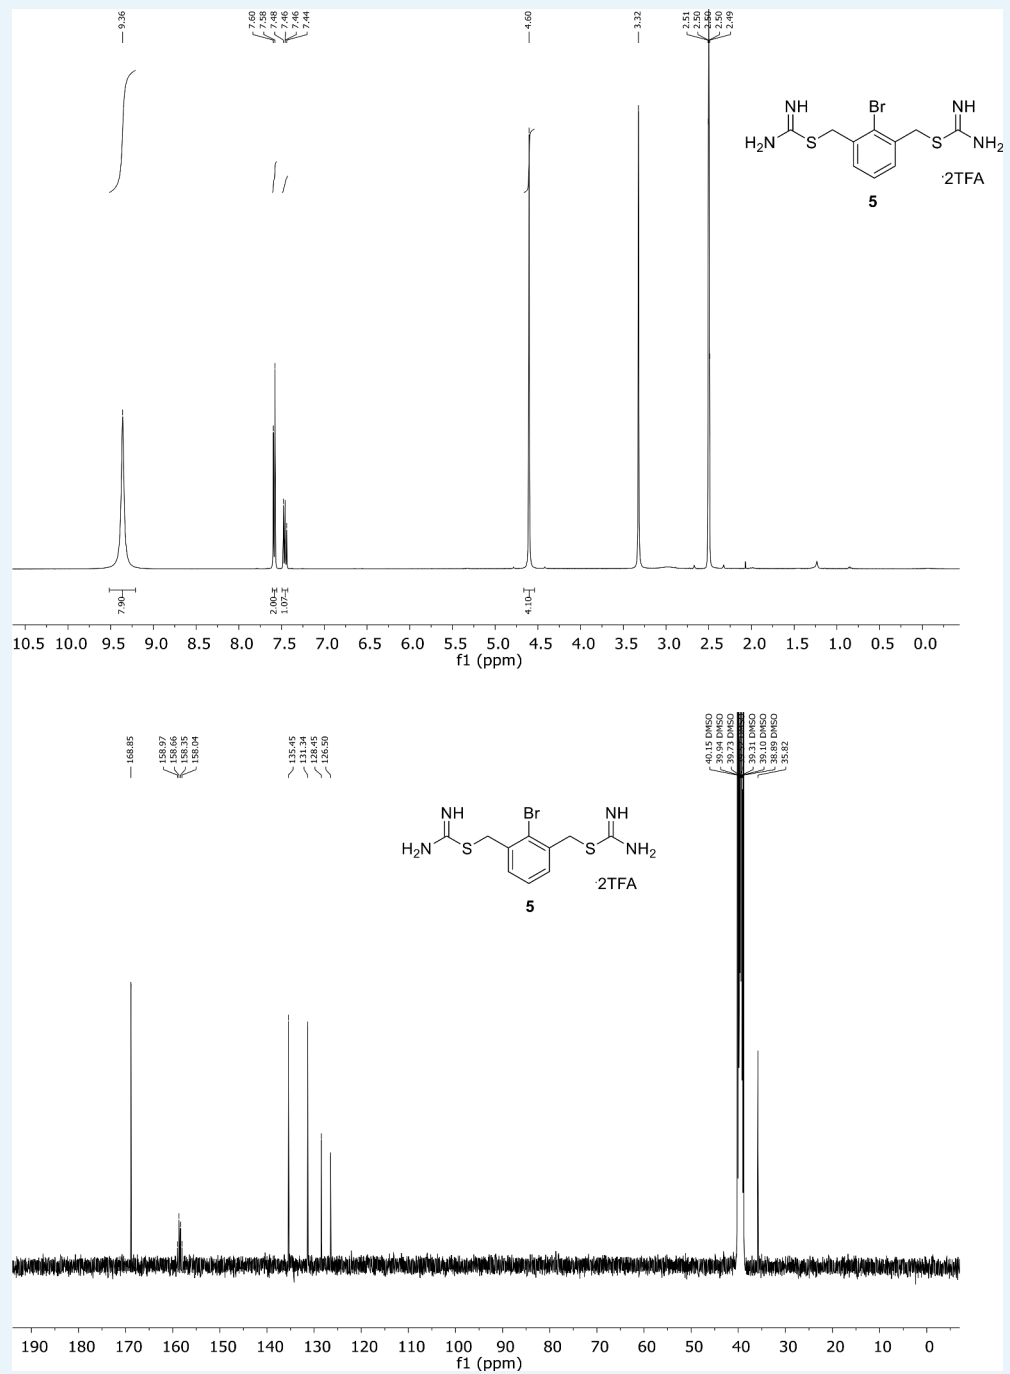 9.36
7.60
7.58
7.48
7.46
7.46
7.44
4.60
3.32
2.51
2.50
2.50
2.50
2.49
NH
Br
NH
H2N
S
S
NH2
·2TFA
5
7.90
2.00
1.07
4.10
10.5 10.0 9.5 9.0 8.5 8.0 7.5 7.0 6.5 6.0 5.5 5.0 4.5 4.0 3.5 3.0 2.5 2.0 1.5 1.0 0.5 0.0
f1 (ppm)
168.85
158.97
158.66
158.35
158.04
135.45
131.34
128.45
126.50
40.15 DMSO
39.94 DMSO
39.73 DMSO
39.31 DMSO
39.10 DMSO
38.89 DMSO
35.82
NH
Br
NH
H2N
S
S
NH2
·2TFA
5
190 180 170 160 150 140 130 120 110 100 90 80 70 60 50 40 30 20 10 0
f1 (ppm)